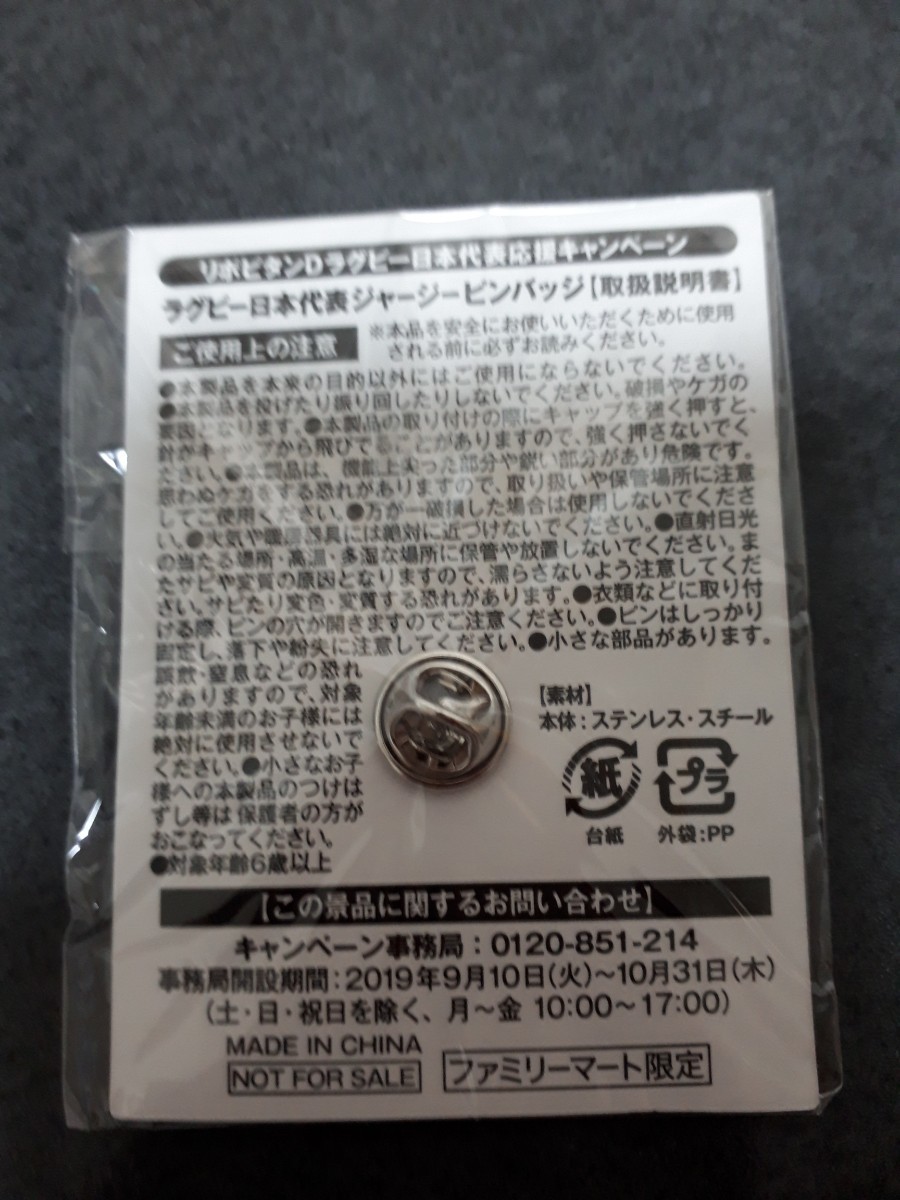 リポビタンDラグビー日本代表応援キャンペーン
ラグビー日本代表ジャージーピンバッジ【取扱説明書】
ご使用上の注意
※本品を安全にお使いいただくために使用
される前に必ずお読みください。
●本製品を本来の目的以外にはご使用にならないでください。
●本製品を投げたり振り回したりしないでください。破損やケガの
要因となります。●本製品の取り付けの際にキャップを強く押すと、
針がキャップから飛びでることがありますので、強く押さないでく
ださい。●本製品は、機能上尖った部分や鋭い部分があり危険です。
思わぬケガをする恐れがありますので、取り扱いや保管場所に注意
してご使用ください。●万が一破損した場合は使用しないでくださ
い。●火気や暖房器具には絶対に近づけないでください。●直射日光
の当たる場所・高温・多湿な場所に保管や放置しないでください。ま
たサビや変質の原因となりますので、濡らさないよう注意してくだ
さい。サビたり変色・変質する恐れがあります。●衣類などに取り付
ける際、ピンの穴が開きますのでご注意ください。●ピンはしっかり
固定し、落下や紛失に注意してください。●小さな部品があります。
誤飲・窒息などの恐れ
がありますので、対象
年齢未満のお子様には
絶対に使用させないで
ください。●小さなお子
様への本製品のつけは
ずし等は保護者の方が
おこなってください。
●対象年齢6歳以上
【素材】
本体:ステンレス・スチール
紙
プラ
台紙
外袋:PP
【この景品に関するお問い合わせ】
キャンペーン事務局:0120-851-214
事務局開設期間:2019年9月10日(火)~10月31日(木)
(土・日・祝日を除く、月~金 10:00~17:00)
MADE IN CHINA
NOT FOR SALE
ファミリーマート限定